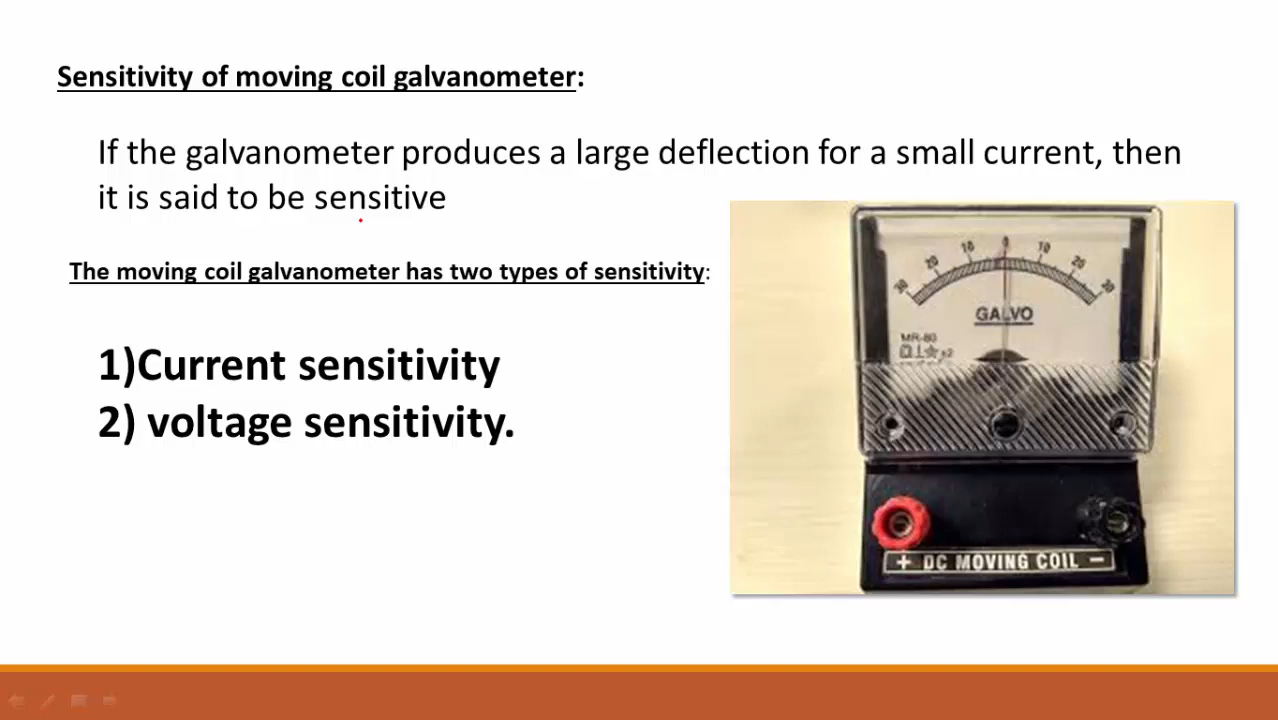 Sensitivity of moving coil galvanometer:
If the galvanometer produces a large deflection for a small current, then
it is said to be sensitive
The moving coil galvanometer has two types of sensitivity:
1)Current sensitivity
2) voltage sensitivity.
30 20 10 0 10 20 30
GALVO
MR-80
+ DC MOVING COIL −